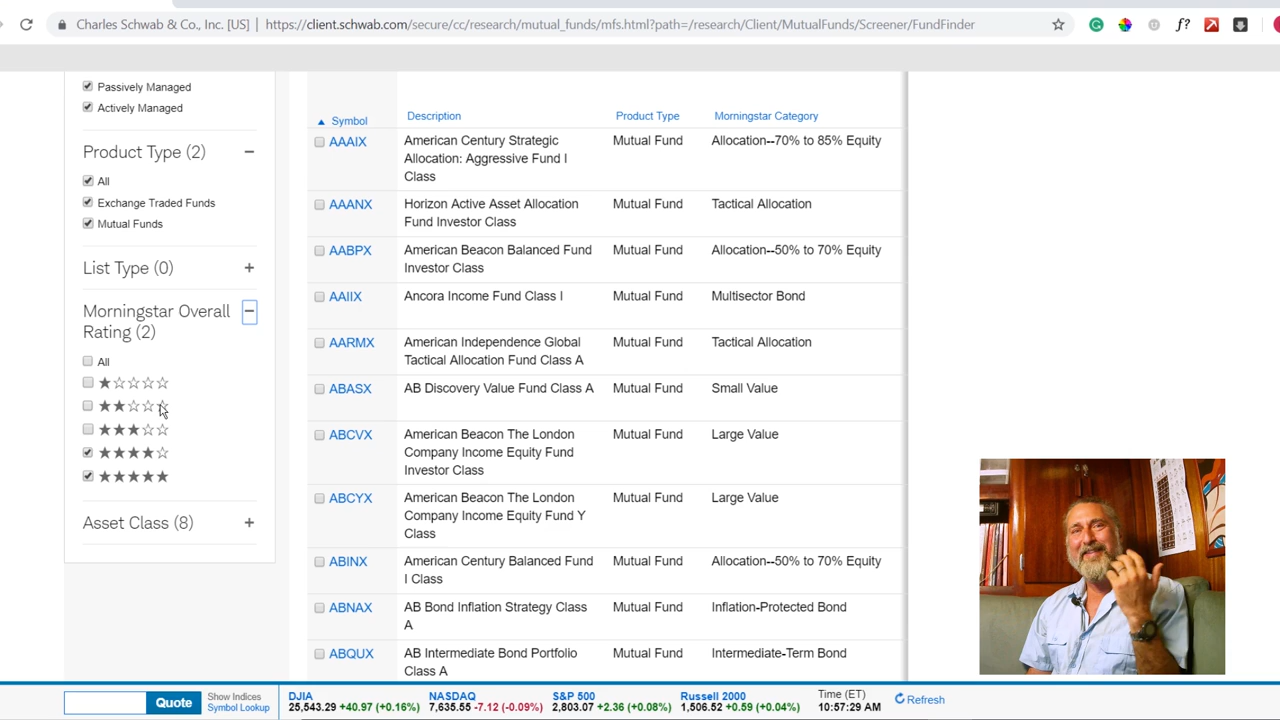 Charles Schwab & Co., Inc. [US] | https://client.schwab.com/secure/cc/research/mutual_funds/mfs.html?path=/research/Client/MutualFunds/Screener/FundFinder
f?
Passively Managed
Actively Managed
Product Type (2)
All
Exchange Traded Funds
Mutual Funds
List Type (0)
Morningstar Overall
Rating (2)
All
Asset Class (8)
Symbol Description Product Type Morningstar Category
AAAIX American Century Strategic Mutual Fund Allocation--70% to 85% Equity
Allocation: Aggressive Fund I
Class
AAANX Horizon Active Asset Allocation Mutual Fund Tactical Allocation
Fund Investor Class
AABPX American Beacon Balanced Fund Mutual Fund Allocation--50% to 70% Equity
Investor Class
AAIIX Ancora Income Fund Class I Mutual Fund Multisector Bond
AARMX American Independence Global Mutual Fund Tactical Allocation
Tactical Allocation Fund Class A
ABASX AB Discovery Value Fund Class A Mutual Fund Small Value
ABCVX American Beacon The London Mutual Fund Large Value
Company Income Equity Fund
Investor Class
ABCYX American Beacon The London Mutual Fund Large Value
Company Income Equity Fund Y
Class
ABINX American Century Balanced Fund Mutual Fund Allocation--50% to 70% Equity
I Class
ABNAX AB Bond Inflation Strategy Class Mutual Fund Inflation-Protected Bond
A
ABQUX AB Intermediate Bond Portfolio Mutual Fund Intermediate-Term Bond
Class A
Quote
Show Indices
Symbol Lookup
DJIA
25,543.29 +40.97 (+0.16%)
NASDAQ
7,635.55 -7.12 (-0.09%)
S&P 500
2,803.07 +2.36 (+0.08%)
Russell 2000
1,506.52 +0.59 (+0.04%)
Time (ET)
10:57:29 AM
Refresh